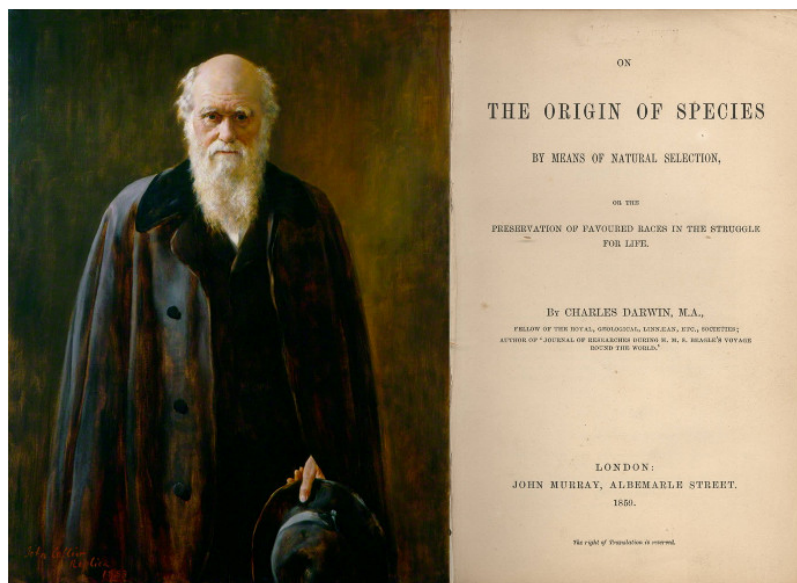 ON
THE ORIGIN OF SPECIES
BY MEANS OF NATURAL SELECTION,
OR THE
PRESERVATION OF FAVOURED RACES IN THE STRUGGLE
FOR LIFE.
By CHARLES DARWIN, M.A.,
FELLOW OF THE ROYAL, GEOLOGICAL, LINNÆAN, ETC., SOCIETIES;
AUTHOR OF 'JOURNAL OF RESEARCHES DURING H. M. S. BEAGLE'S VOYAGE
ROUND THE WORLD.'
LONDON:
JOHN MURRAY, ALBEMARLE STREET.
1859.
The right of Translation is reserved.
John Collier